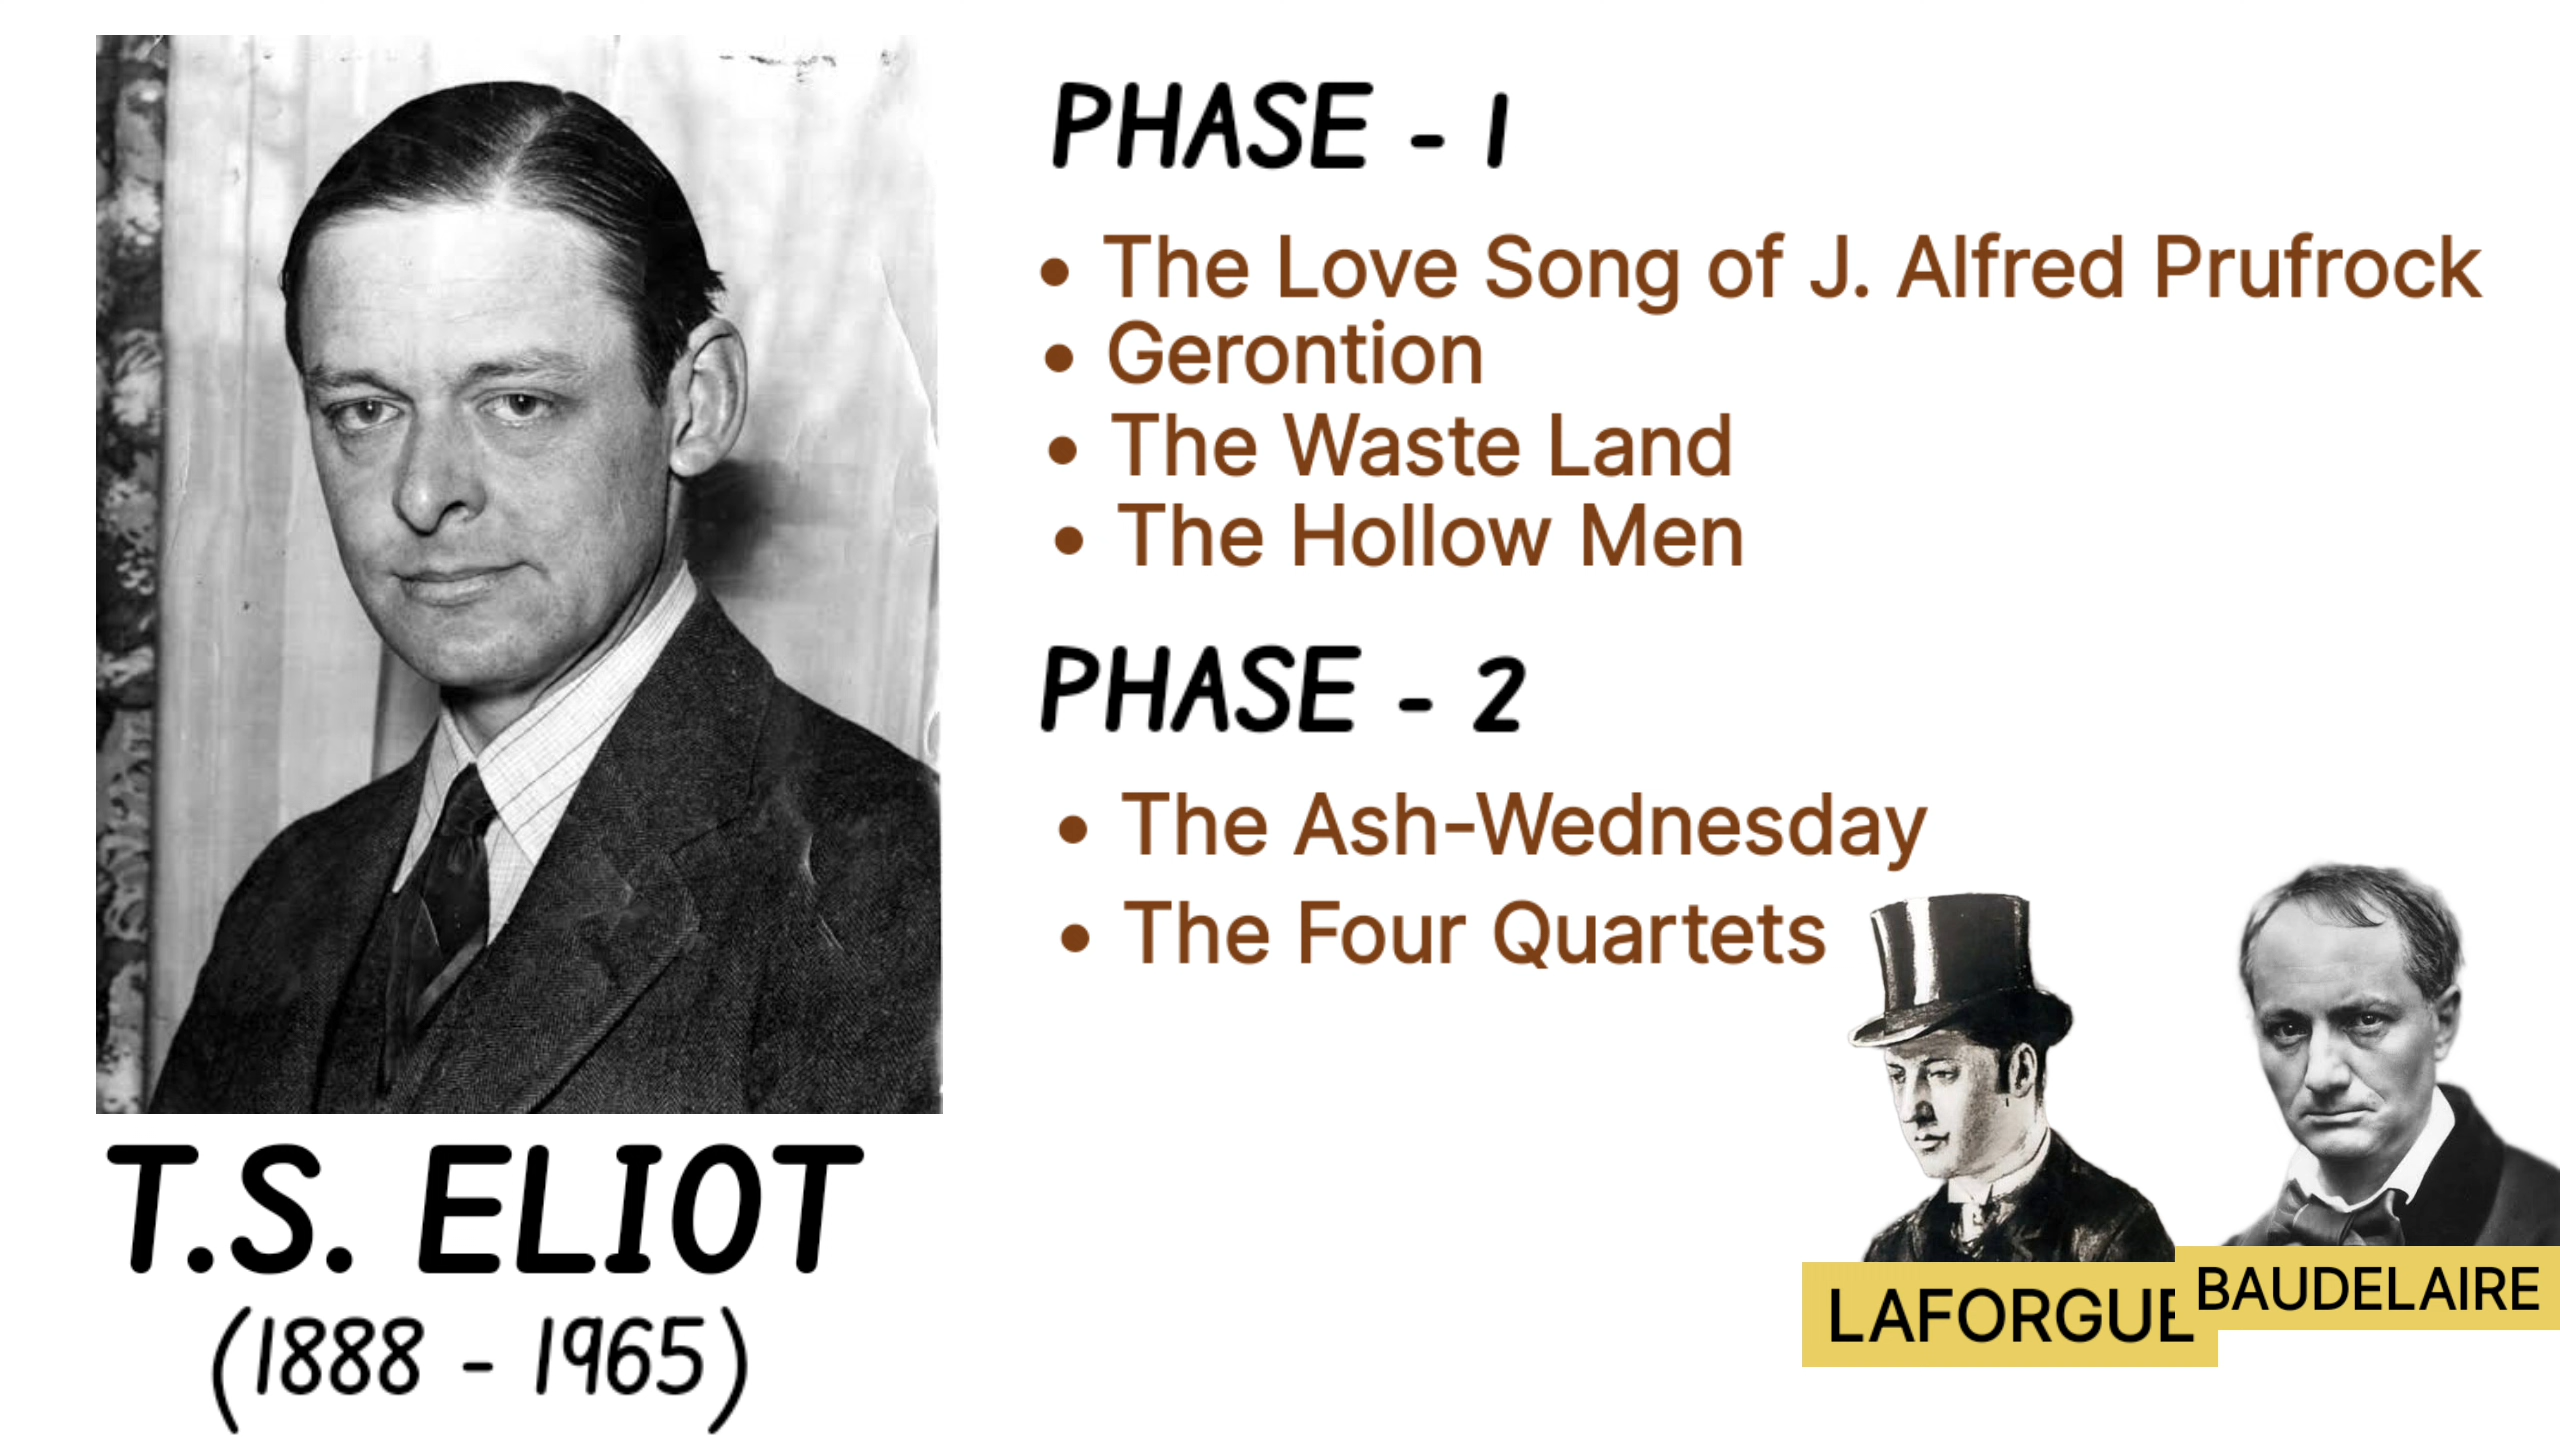 PHASE - 1
• The Love Song of J. Alfred Prufrock
• Gerontion
• The Waste Land
• The Hollow Men
PHASE - 2
• The Ash-Wednesday
• The Four Quartets
T.S. ELIOT
(1888 - 1965)
LAFORGUE
BAUDELAIRE